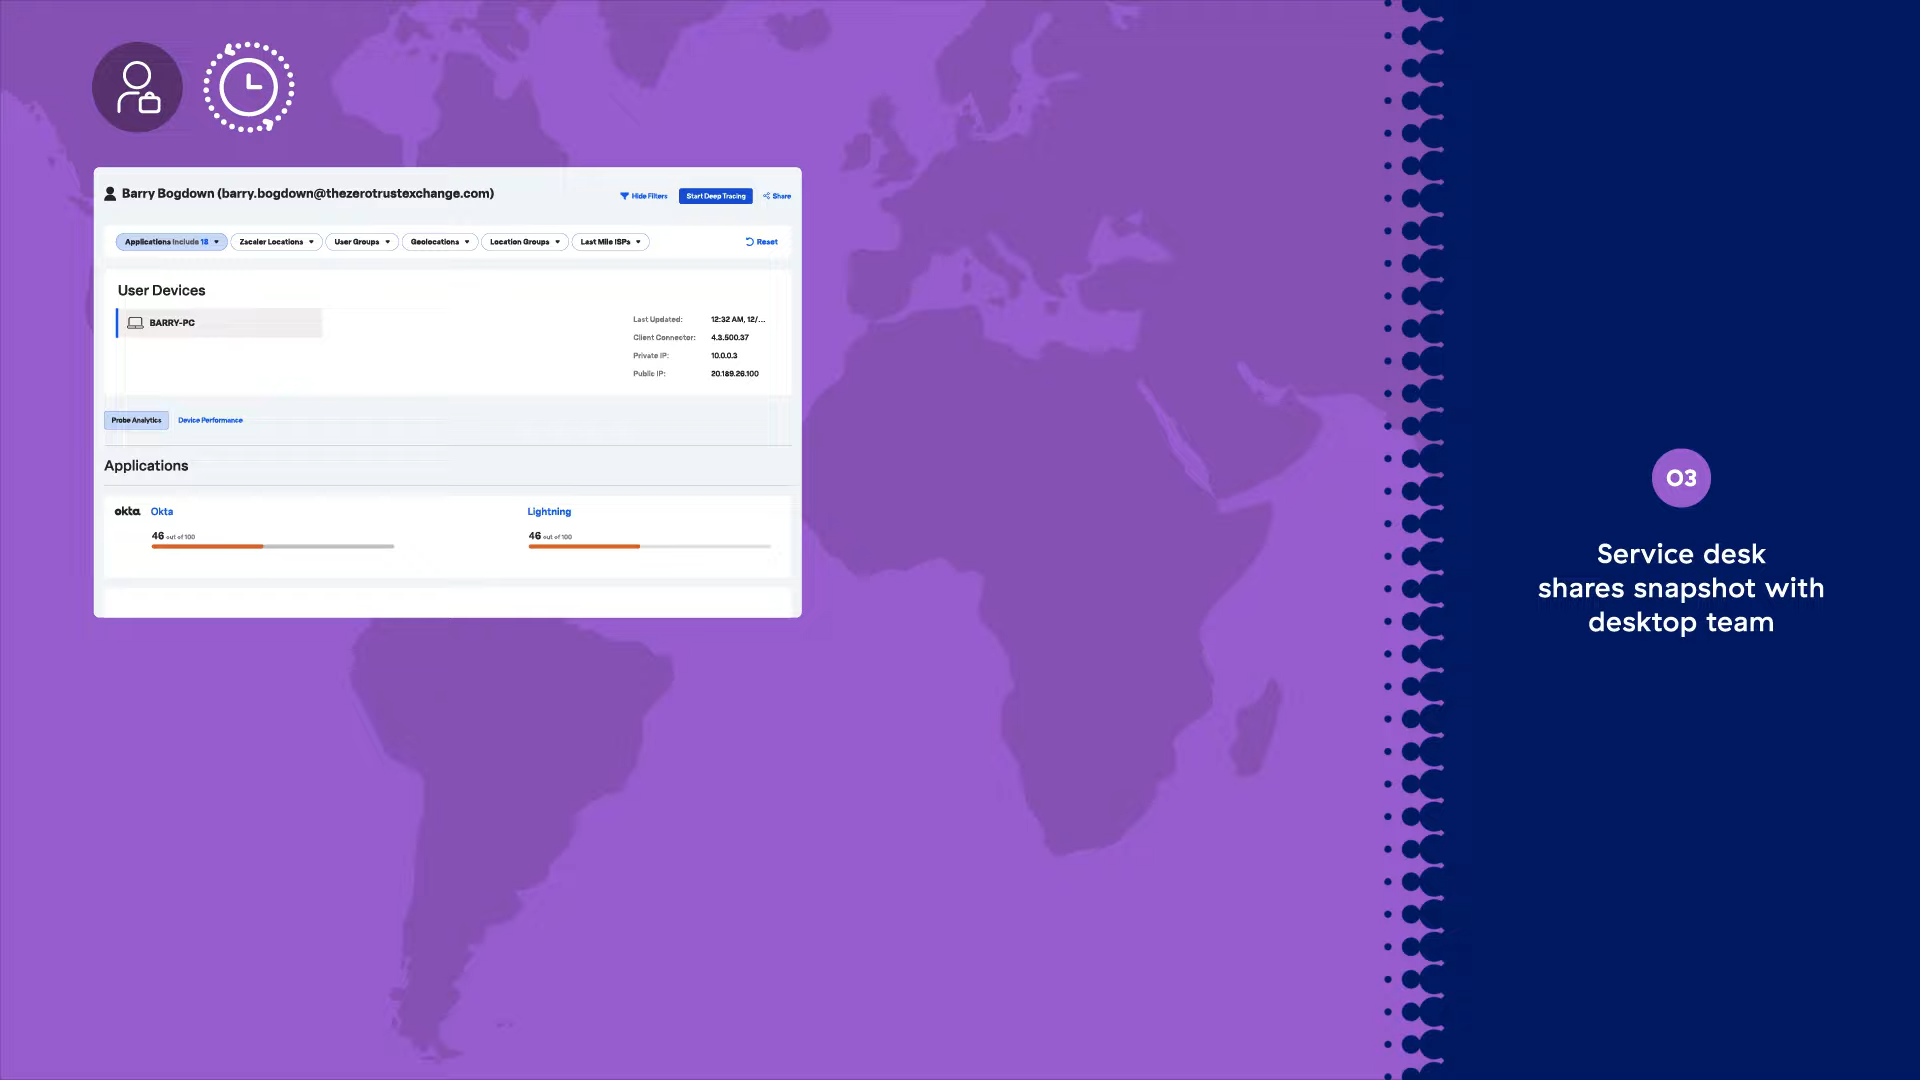 Barry Bogdown (barry.bogdown@thezerotrustexchange.com)
Hide Filters
Start Deep Tracing
Share
Applications Include 18
Zscaler Locations
User Groups
Geolocations
Location Groups
Last Mile ISPs
Reset
User Devices
BARRY-PC
Last Updated: 12:32 AM, 12/...
Client Connector: 4.3.500.37
Private IP: 10.0.0.3
Public IP: 20.189.26.100
Probe Analytics
Device Performance
Applications
okta Okta
46 out of 100
Lightning
46 out of 100
03
Service desk
shares snapshot with
desktop team